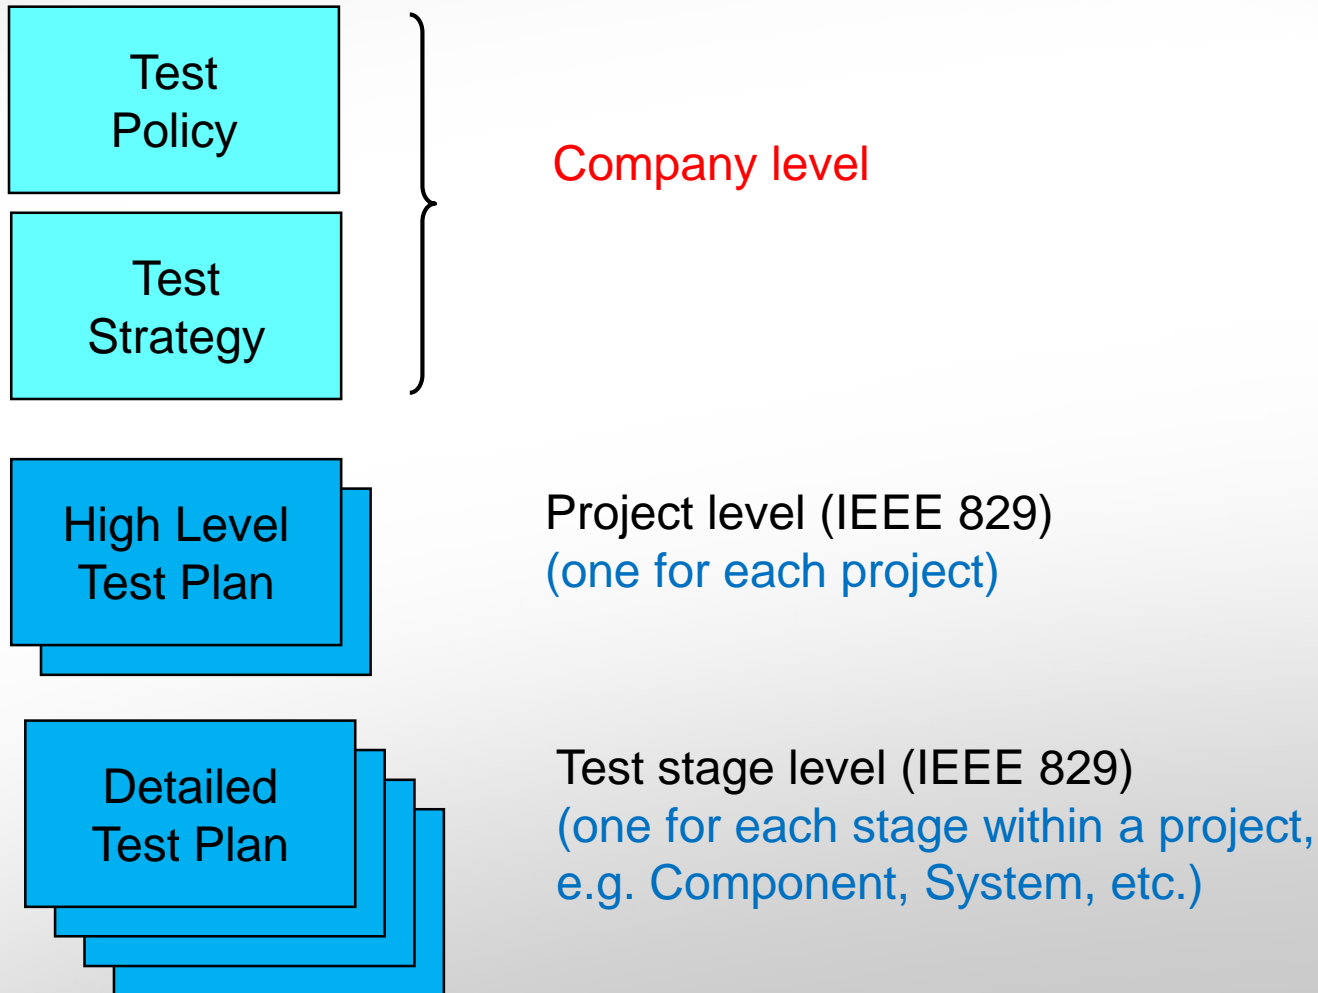 Test
Policy
Company level
Test
Strategy
High Level
Test Plan
Project level (IEEE 829)
(one for each project)
Detailed
Test Plan
Test stage level (IEEE 829)
(one for each stage within a project,
e.g. Component, System, etc.)